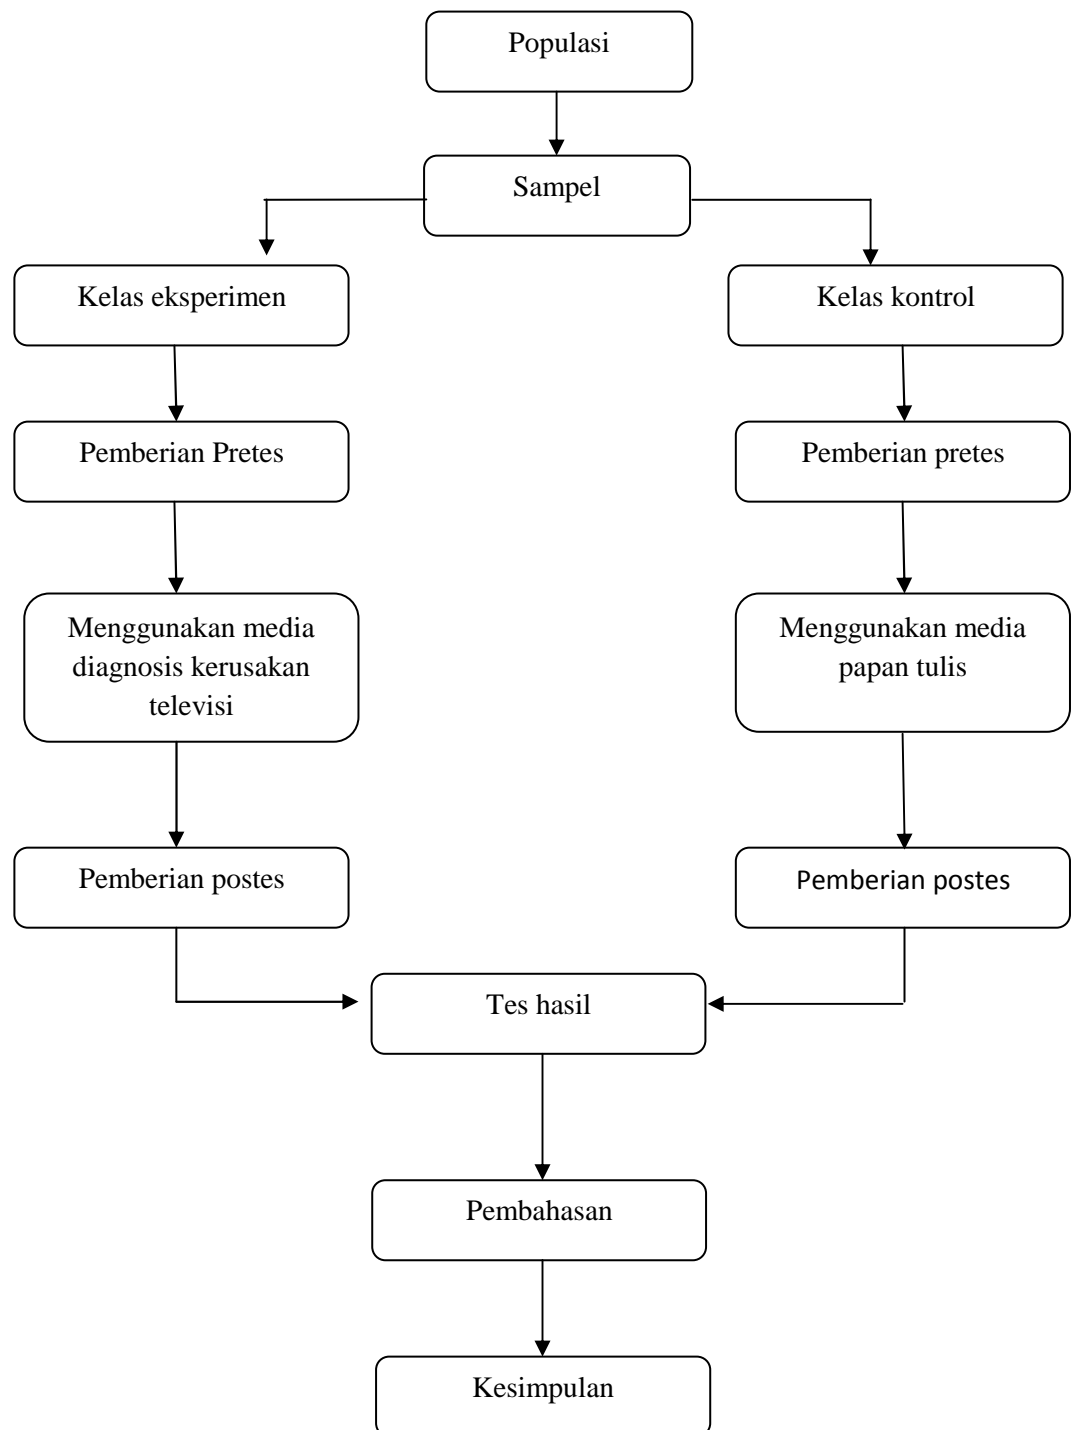 Populasi
Sampel
Kelas eksperimen
Kelas kontrol
Pemberian Pretes
Pemberian pretes
Menggunakan media
diagnosis kerusakan
televisi
Menggunakan media
papan tulis
Pemberian postes
Pemberian postes
Tes hasil
Pembahasan
Kesimpulan